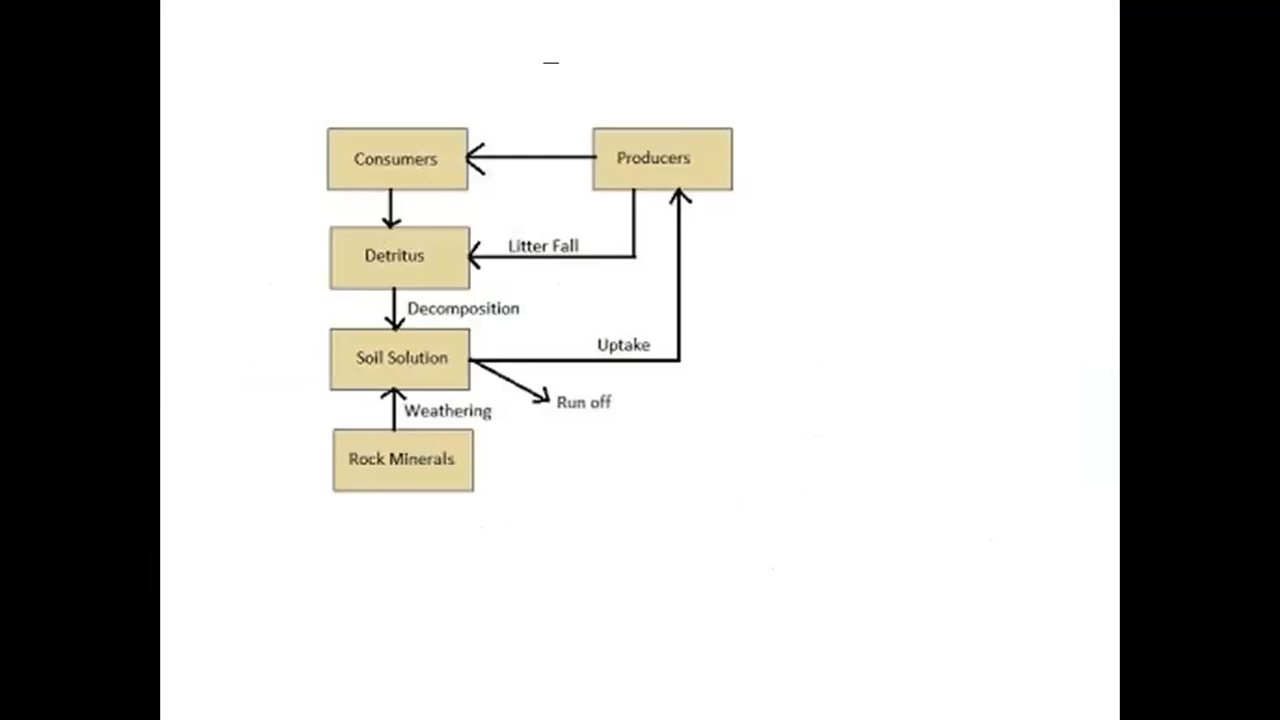 Consumers
Producers
Litter Fall
Detritus
Decomposition
Uptake
Soil Solution
Run off
Weathering
Rock Minerals